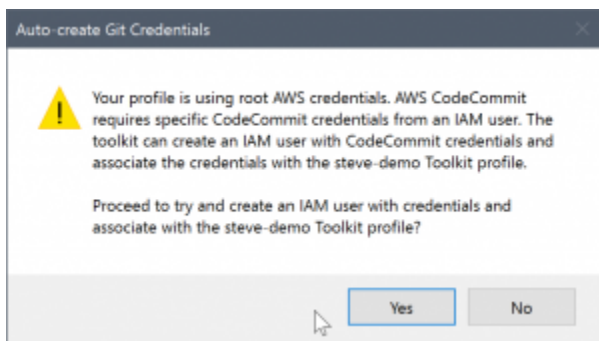 Auto-create Git Credentials
Your profile is using root AWS credentials. AWS CodeCommit
requires specific CodeCommit credentials from an IAM user. The
toolkit can create an IAM user with CodeCommit credentials and
associate the credentials with the steve-demo Toolkit profile.
Proceed to try and create an IAM user with credentials and
associate with the steve-demo Toolkit profile?
Yes
No